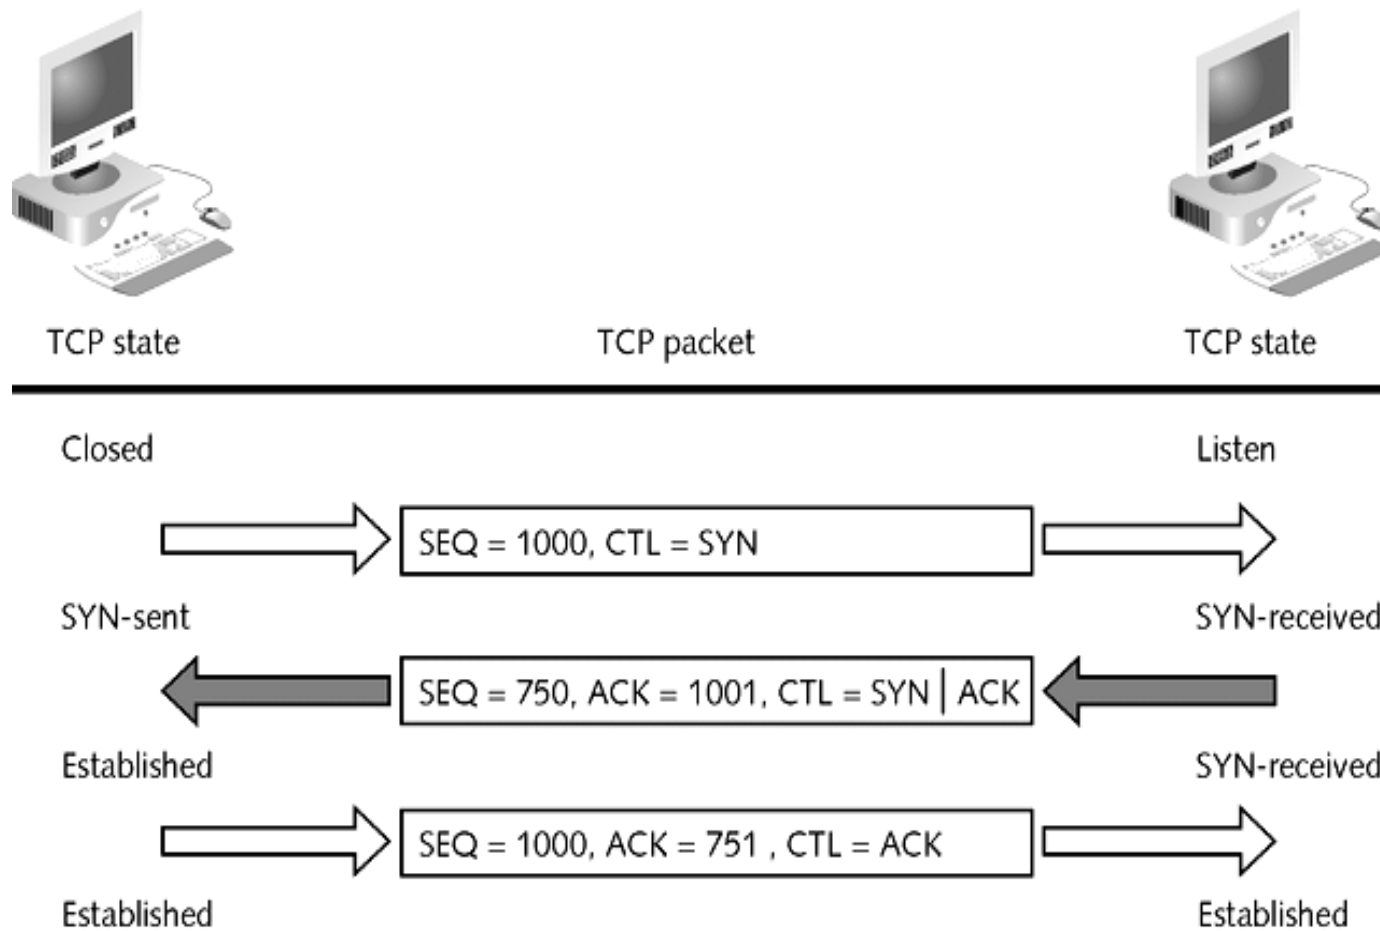 TCP state
TCP packet
TCP state
Closed
Listen
SEQ = 1000, CTL = SYN
SYN-sent
SYN-received
SEQ = 750, ACK = 1001, CTL = SYN | ACK
Established
SYN-received
SEQ = 1000, ACK = 751 , CTL = ACK
Established
Established